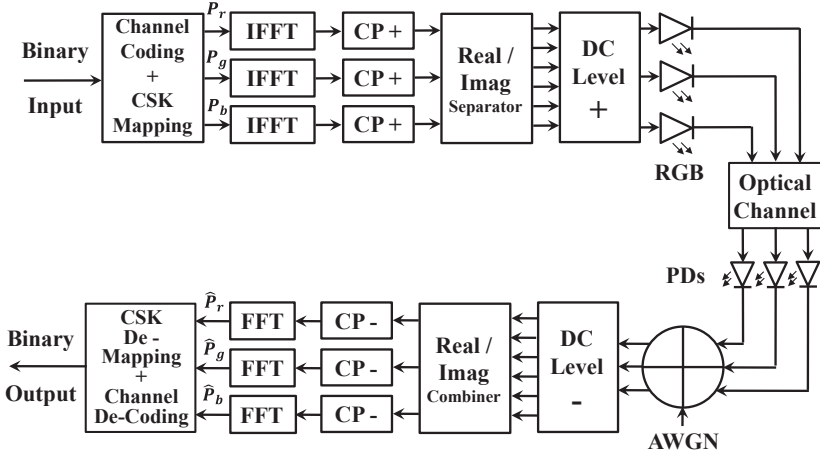 Binary
Input
Channel
Coding
+
CSK
Mapping
P_r
P_g
P_b
IFFT
IFFT
IFFT
CP +
CP +
CP +
Real /
Imag
Separator
DC
Level
+
RGB
Optical
Channel
PDs
AWGN
DC
Level
-
Real /
Imag
Combiner
CP -
CP -
CP -
FFT
FFT
FFT
P̂_r
P̂_g
P̂_b
CSK
De -
Mapping
+
Channel
De-Coding
Binary
Output